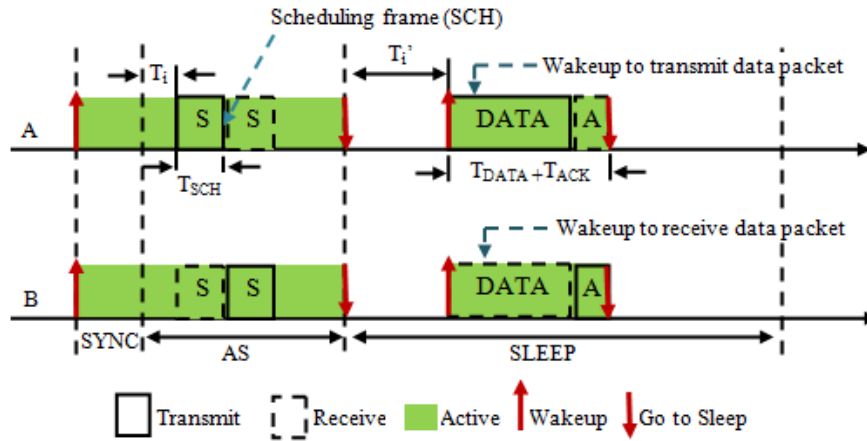 Scheduling frame (SCH)
Ti
Ti’
Wakeup to transmit data packet
A
S
S
DATA
A
TSCH
TDATA+TACK
Wakeup to receive data packet
B
S
S
DATA
A
SYNC
AS
SLEEP
Transmit
Receive
Active
Wakeup
Go to Sleep